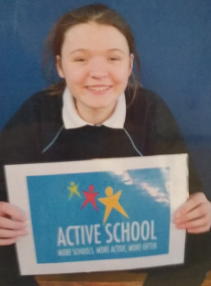 ACTIVE SCHOOL
MORE SCHOOLS, MORE ACTIVE, MORE OFTEN